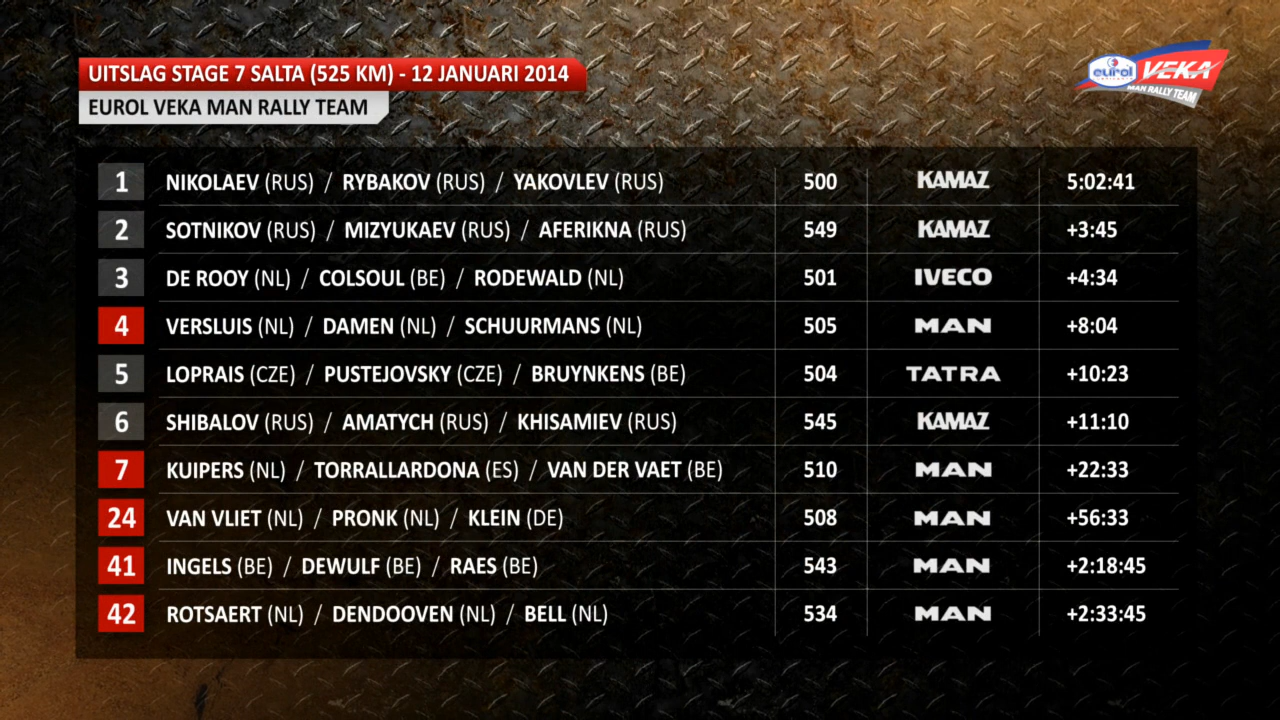 UITSLAG STAGE 7 SALTA (525 KM) - 12 JANUARI 2014
EUROL VEKA MAN RALLY TEAM
eurol VEKA
MAN RALLY TEAM
1 NIKOLAEV (RUS) / RYBAKOV (RUS) / YAKOVLEV (RUS) 500 KAMAZ 5:02:41
2 SOTNIKOV (RUS) / MIZYUKAEV (RUS) / AFERIKNA (RUS) 549 KAMAZ +3:45
3 DE ROOY (NL) / COLSOUL (BE) / RODEWALD (NL) 501 IVECO +4:34
4 VERSLUIS (NL) / DAMEN (NL) / SCHUURMANS (NL) 505 MAN +8:04
5 LOPRAIS (CZE) / PUSTEJOVSKY (CZE) / BRUYNKENS (BE) 504 TATRA +10:23
6 SHIBALOV (RUS) / AMATYCH (RUS) / KHISAMIEV (RUS) 545 KAMAZ +11:10
7 KUIPERS (NL) / TORRALLARDONA (ES) / VAN DER VAET (BE) 510 MAN +22:33
24 VAN VLIET (NL) / PRONK (NL) / KLEIN (DE) 508 MAN +56:33
41 INGELS (BE) / DEWULF (BE) / RAES (BE) 543 MAN +2:18:45
42 ROTSAERT (NL) / DENDOOVEN (NL) / BELL (NL) 534 MAN +2:33:45